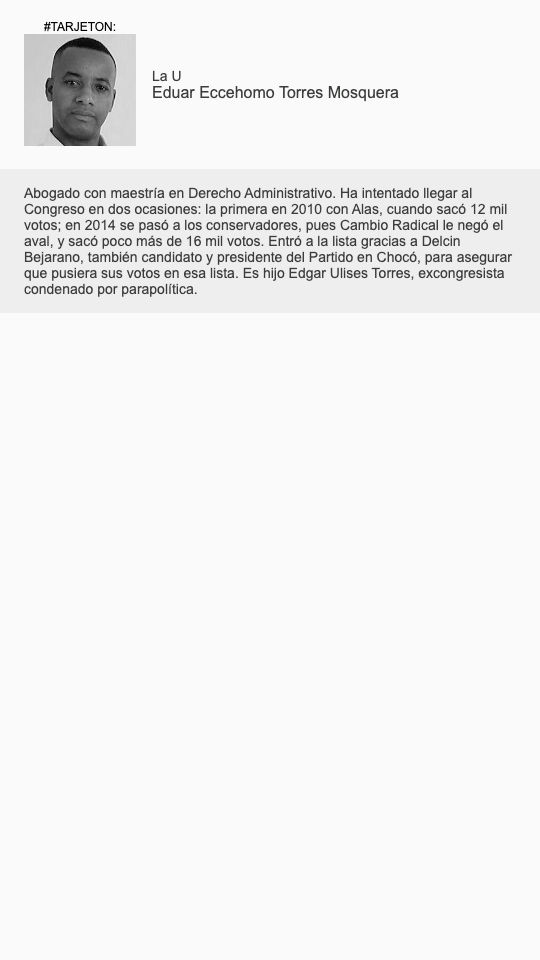 #TARJETON:
La U
Eduar Eccehomo Torres Mosquera
Abogado con maestría en Derecho Administrativo. Ha intentado llegar al
Congreso en dos ocasiones: la primera en 2010 con Alas, cuando sacó 12 mil
votos; en 2014 se pasó a los conservadores, pues Cambio Radical le negó el
aval, y sacó poco más de 16 mil votos. Entró a la lista gracias a Delcin
Bejarano, también candidato y presidente del Partido en Chocó, para asegurar
que pusiera sus votos en esa lista. Es hijo Edgar Ulises Torres, excongresista
condenado por parapolítica.